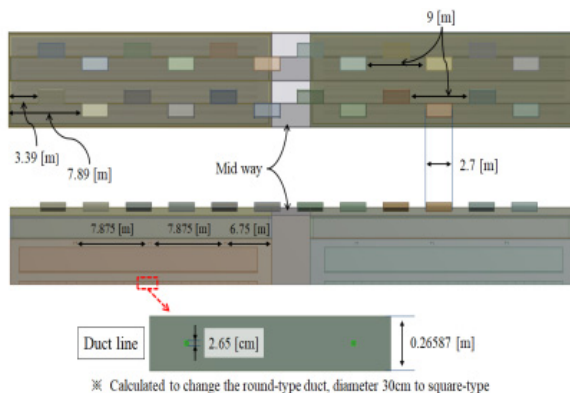 9 [m]
3.39 [m]
7.89 [m]
Mid way
2.7 [m]
7.875 [m]
7.875 [m]
6.75 [m]
Duct line
2.65 [cm]
0.26587 [m]
※ Calculated to change the round-type duct, diameter 30cm to square-type